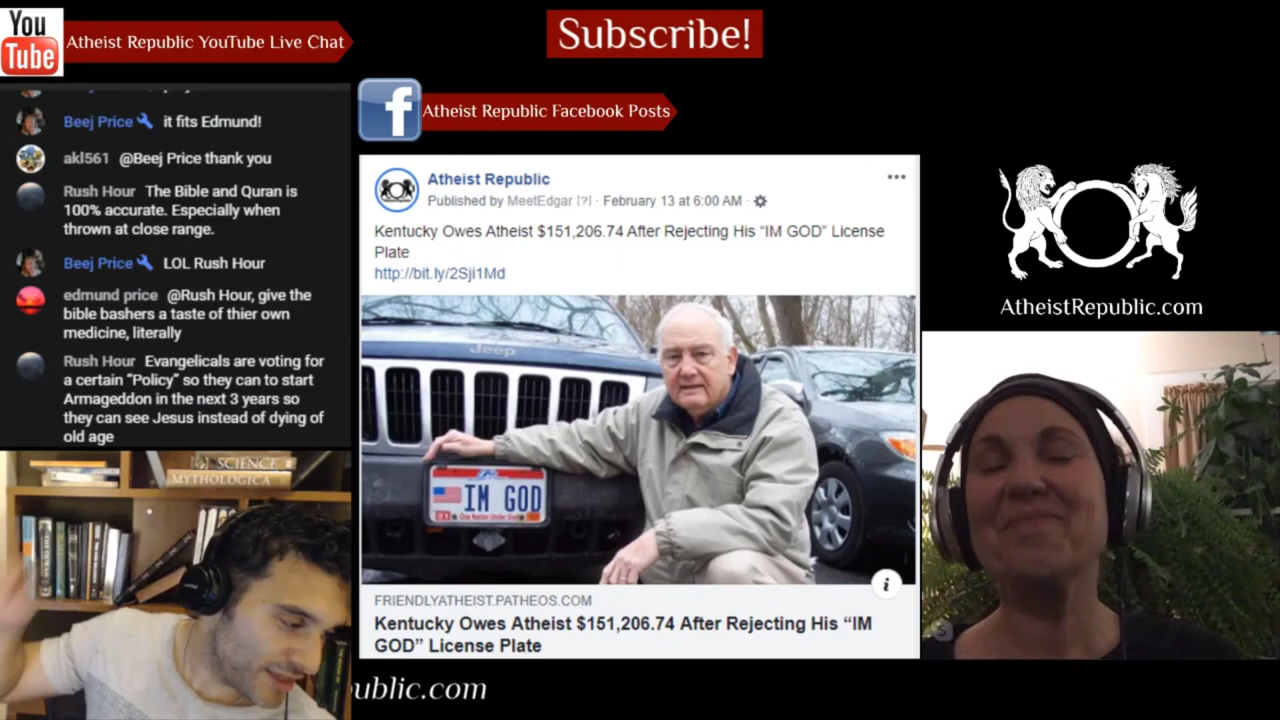 You
Tube
Atheist Republic YouTube Live Chat
Subscribe!
Beej Price it fits Edmund!
akl561 @Beej Price thank you
Rush Hour The Bible and Quran is
100% accurate. Especially when
thrown at close range.
Beej Price LOL Rush Hour
edmund price @Rush Hour, give the
bible bashers a taste of thier own
medicine, literally
Rush Hour Evangelicals are voting for
a certain “Policy” so they can to start
Armageddon in the next 3 years so
they can see Jesus instead of dying of
old age
f
Atheist Republic Facebook Posts
Atheist Republic
Published by MeetEdgar [?] · February 13 at 6:00 AM ·
Kentucky Owes Atheist $151,206.74 After Rejecting His “IM GOD” License
Plate
http://bit.ly/2Sji1Md
Jeep
IM GOD
One Nation Under God
i
FRIENDLYATHEIST.PATHEOS.COM
Kentucky Owes Atheist $151,206.74 After Rejecting His “IM
GOD” License Plate
AtheistRepublic.com
SCIENCE
MYTHOLOGICA
S
ublic.com